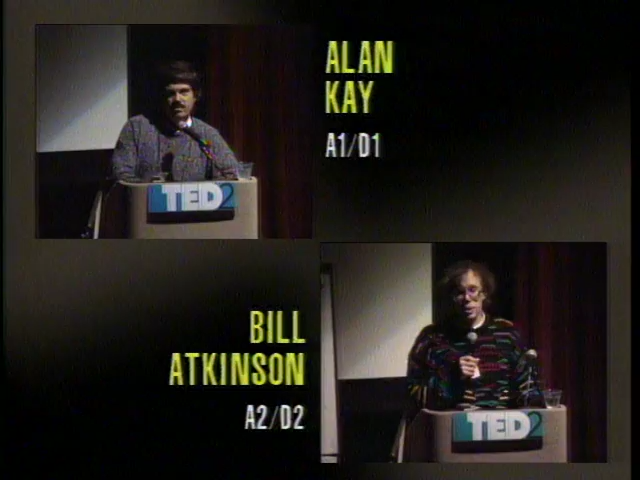 ALAN
KAY
A1/D1
TED2
BILL
ATKINSON
A2/D2
TED2